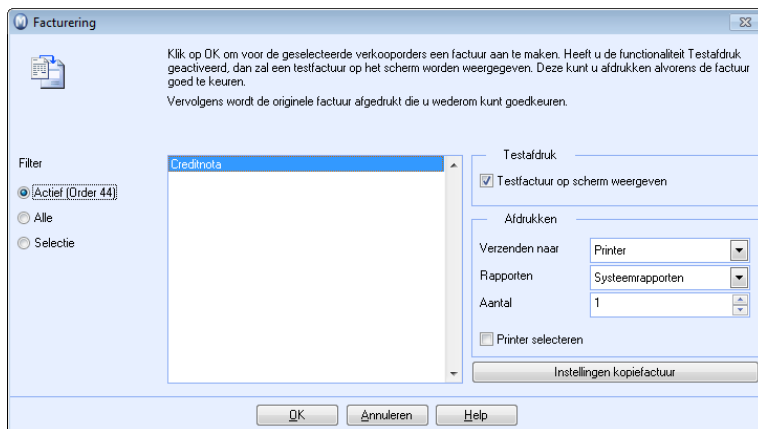 Facturering
Klik op OK om voor de geselecteerde verkooporders een factuur aan te maken. Heeft u de functionaliteit Testafdruk
geactiveerd, dan zal een testfactuur op het scherm worden weergegeven. Deze kunt u afdrukken alvorens de factuur
goed te keuren.
Vervolgens wordt de originele factuur afgedrukt die u wederom kunt goedkeuren.
Filter
Actief (Order 44)
Alle
Selectie
Creditnota
Testafdruk
Testfactuur op scherm weergeven
Afdrukken
Verzenden naar Printer
Rapporten Systeemrapporten
Aantal 1
Printer selecteren
Instellingen kopiefactuur
OK Annuleren Help